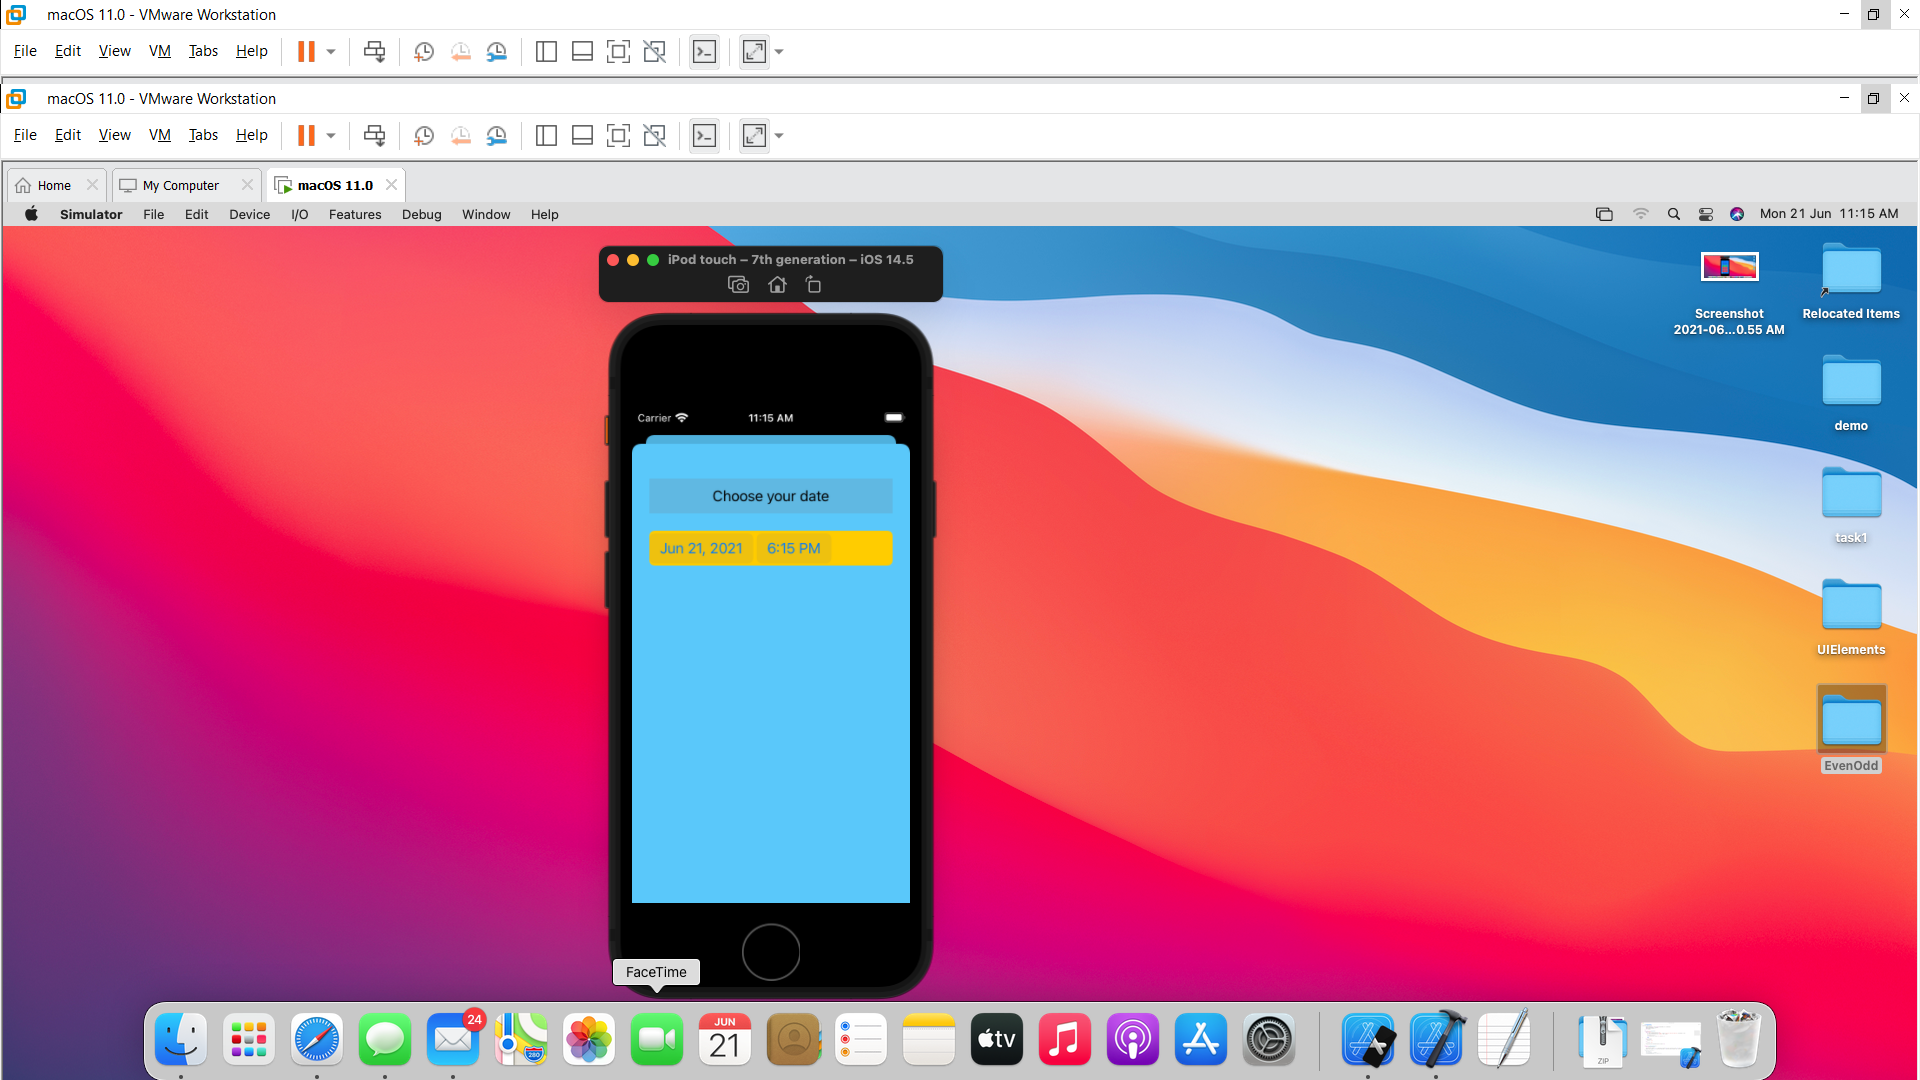 macOS 11.0 - VMware Workstation
File Edit View VM Tabs Help
macOS 11.0 - VMware Workstation
File Edit View VM Tabs Help
Home My Computer macOS 11.0
Simulator File Edit Device I/O Features Debug Window Help Mon 21 Jun 11:15 AM
iPod touch – 7th generation – iOS 14.5
Screenshot
2021-06...0.55 AM
Relocated Items
demo
task1
UIElements
EvenOdd
Carrier 11:15 AM
Choose your date
Jun 21, 2021 6:15 PM
FaceTime
24
280
JUN
21
tv
ZIP